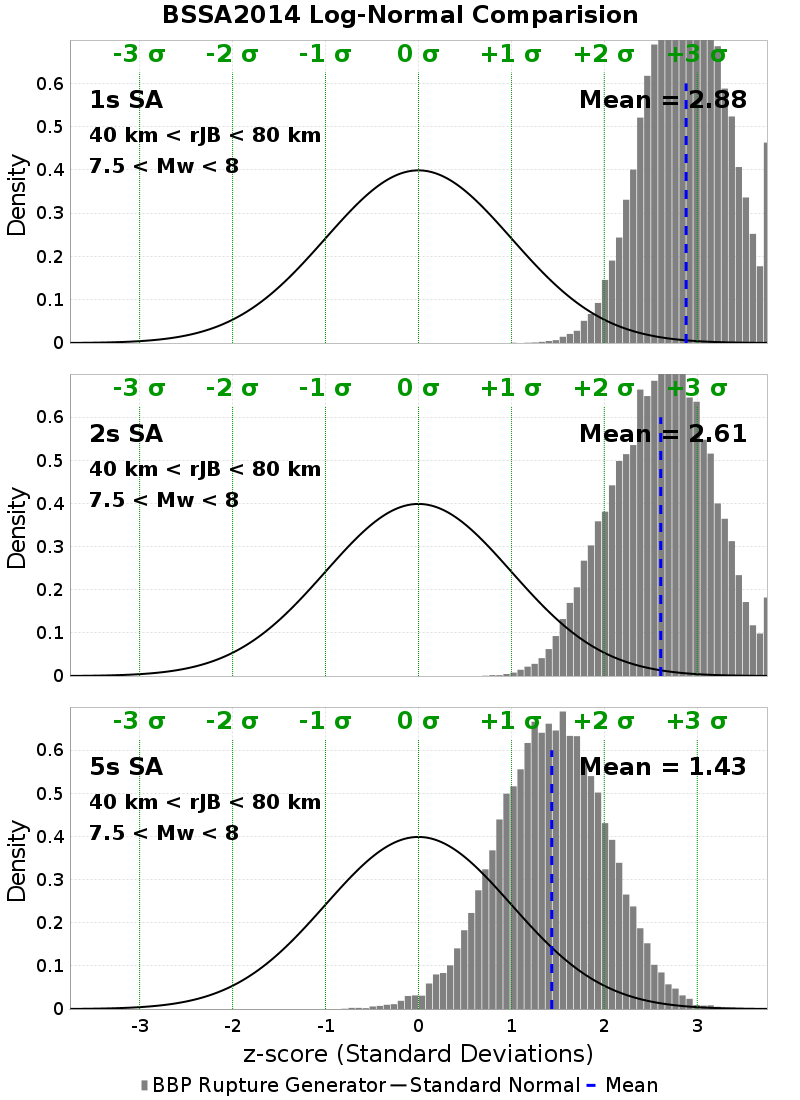 BSSA2014 Log-Normal Comparision
-3 σ -2 σ -1 σ 0 σ +1 σ +2 σ +3 σ
0.6
1s SA Mean = 2.88
0.5
40 km < rJB < 80 km
7.5 < Mw < 8
0.4
Density
0.3
0.2
0.1
0
-3 σ -2 σ -1 σ 0 σ +1 σ +2 σ +3 σ
0.6
2s SA Mean = 2.61
0.5
40 km < rJB < 80 km
7.5 < Mw < 8
0.4
Density
0.3
0.2
0.1
0
-3 σ -2 σ -1 σ 0 σ +1 σ +2 σ +3 σ
0.6
5s SA Mean = 1.43
0.5
40 km < rJB < 80 km
7.5 < Mw < 8
0.4
Density
0.3
0.2
0.1
0
-3 -2 -1 0 1 2 3
z-score (Standard Deviations)
BBP Rupture Generator Standard Normal Mean